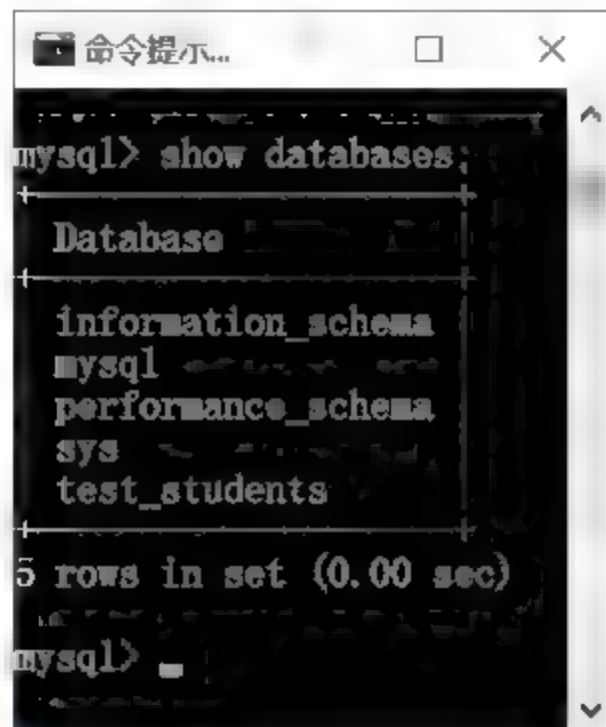 命令提示...
mysql> show databases;
Database
information_schema
mysql
performance_schema
sys
test_students
5 rows in set (0.00 sec)
mysql>